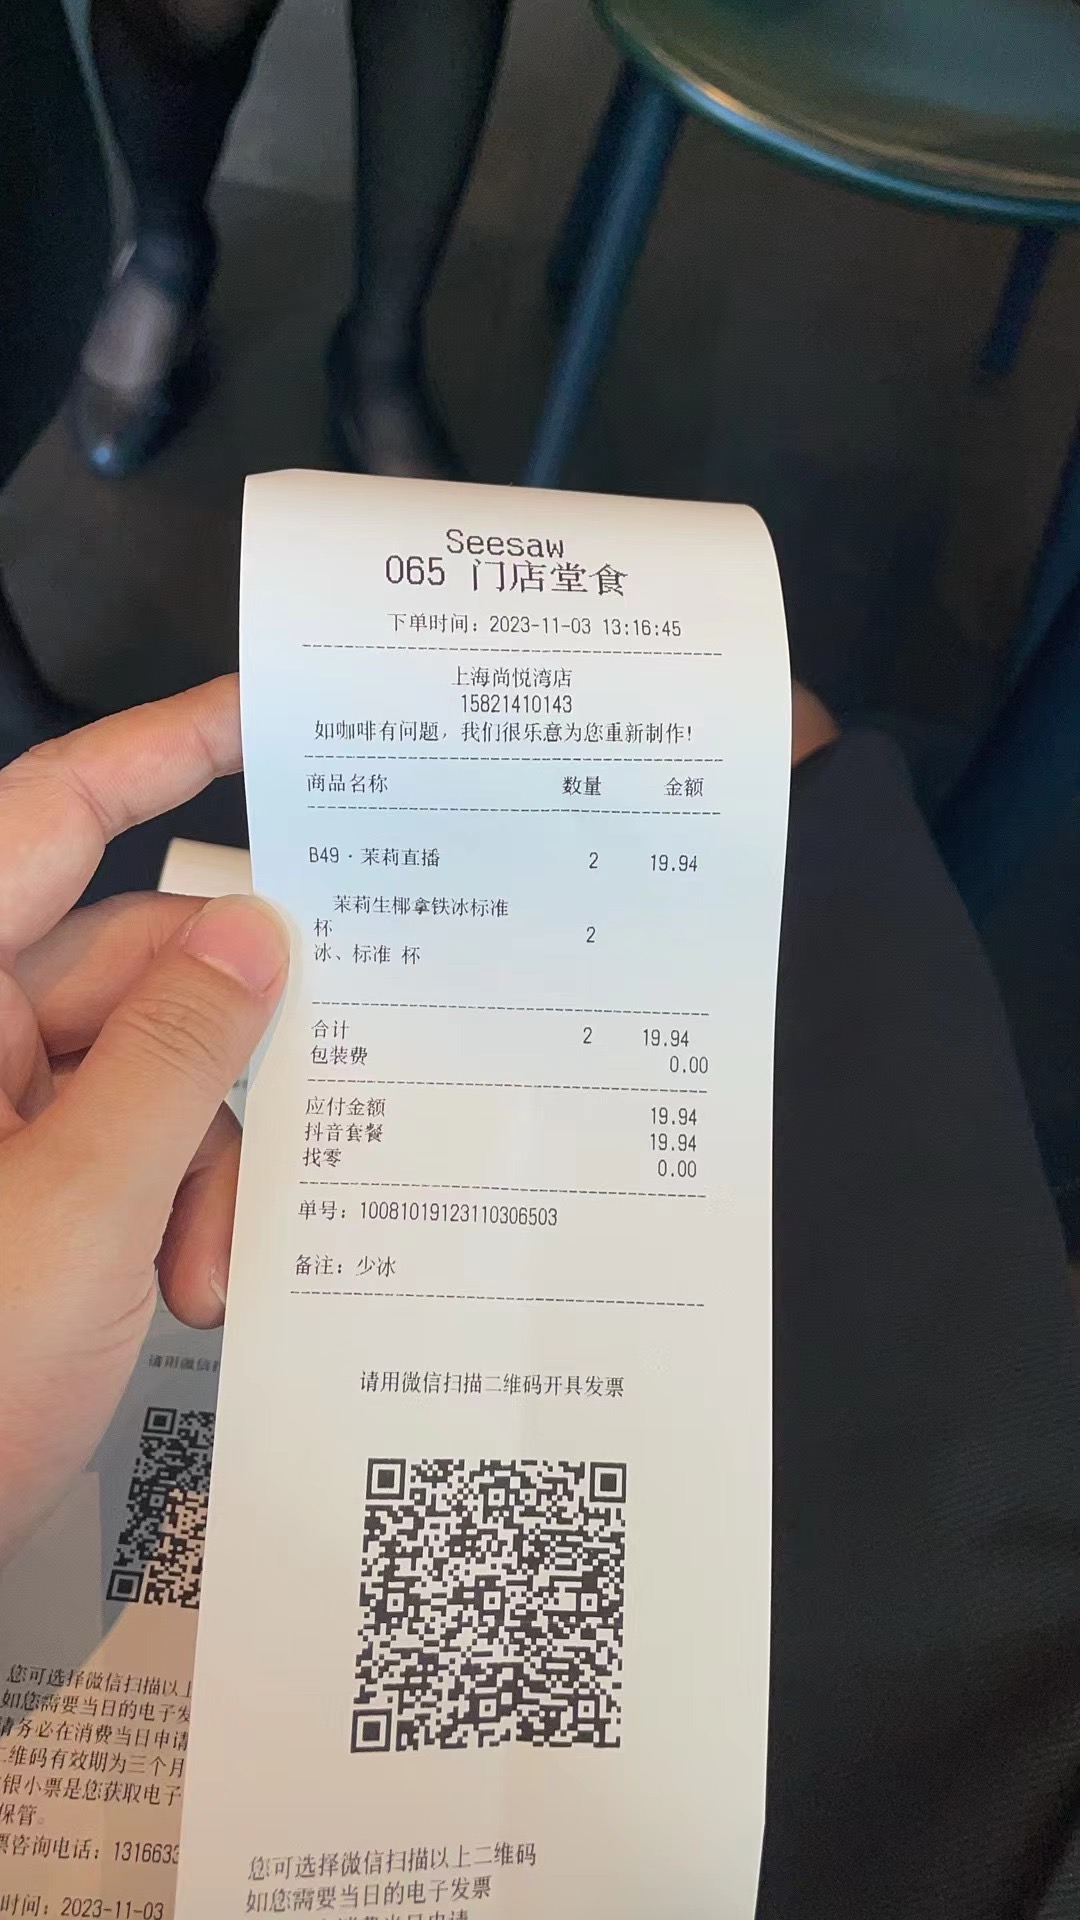 Seesaw
065 门店堂食
下单时间：2023-11-03 13:16:45
上海尚悦湾店
15821410143
如咖啡有问题，我们很乐意为您重新制作！
商品名称 数量 金额
B49·茉莉直播 2 19.94
茉莉生椰拿铁冰标准
杯 2
冰、标准 杯
合计 2 19.94
包装费 0.00
应付金额 19.94
抖音套餐 19.94
找零 0.00
单号：10081019123110306503
备注：少冰
请用微信扫描二维码开具发票
您可选择微信扫描以上二维码
如您需要当日的电子发票
请用微信
您可选择微信扫描以上
如您需要当日的电子发
请务必在消费当日申请
二维码有效期为三个月
银小票是您获取电子
保管。
票咨询电话：1316633
时间：2023-11-03